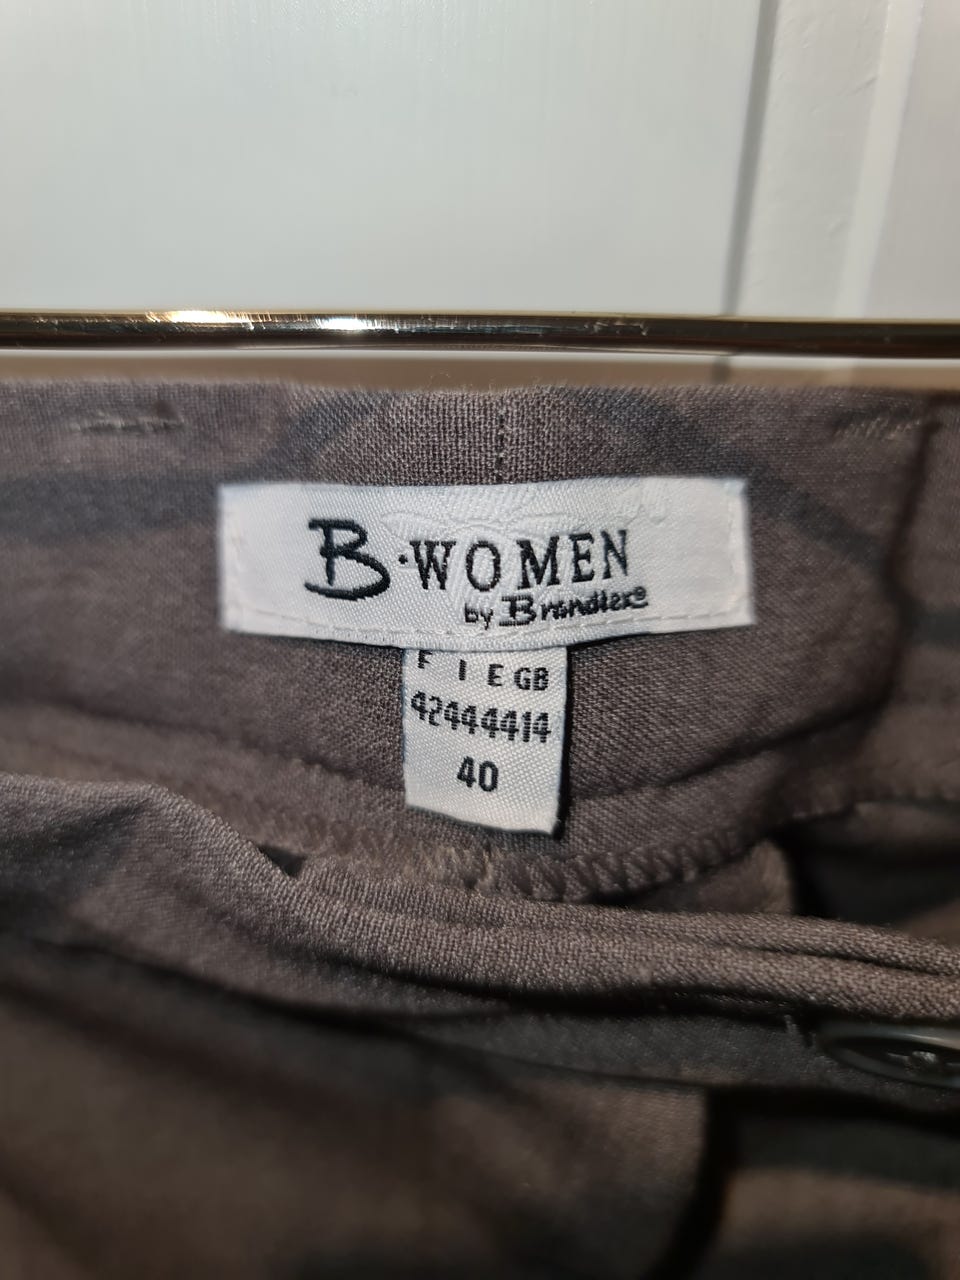 B·WOMEN
by Brandtex®
F I E GB
42444414
40